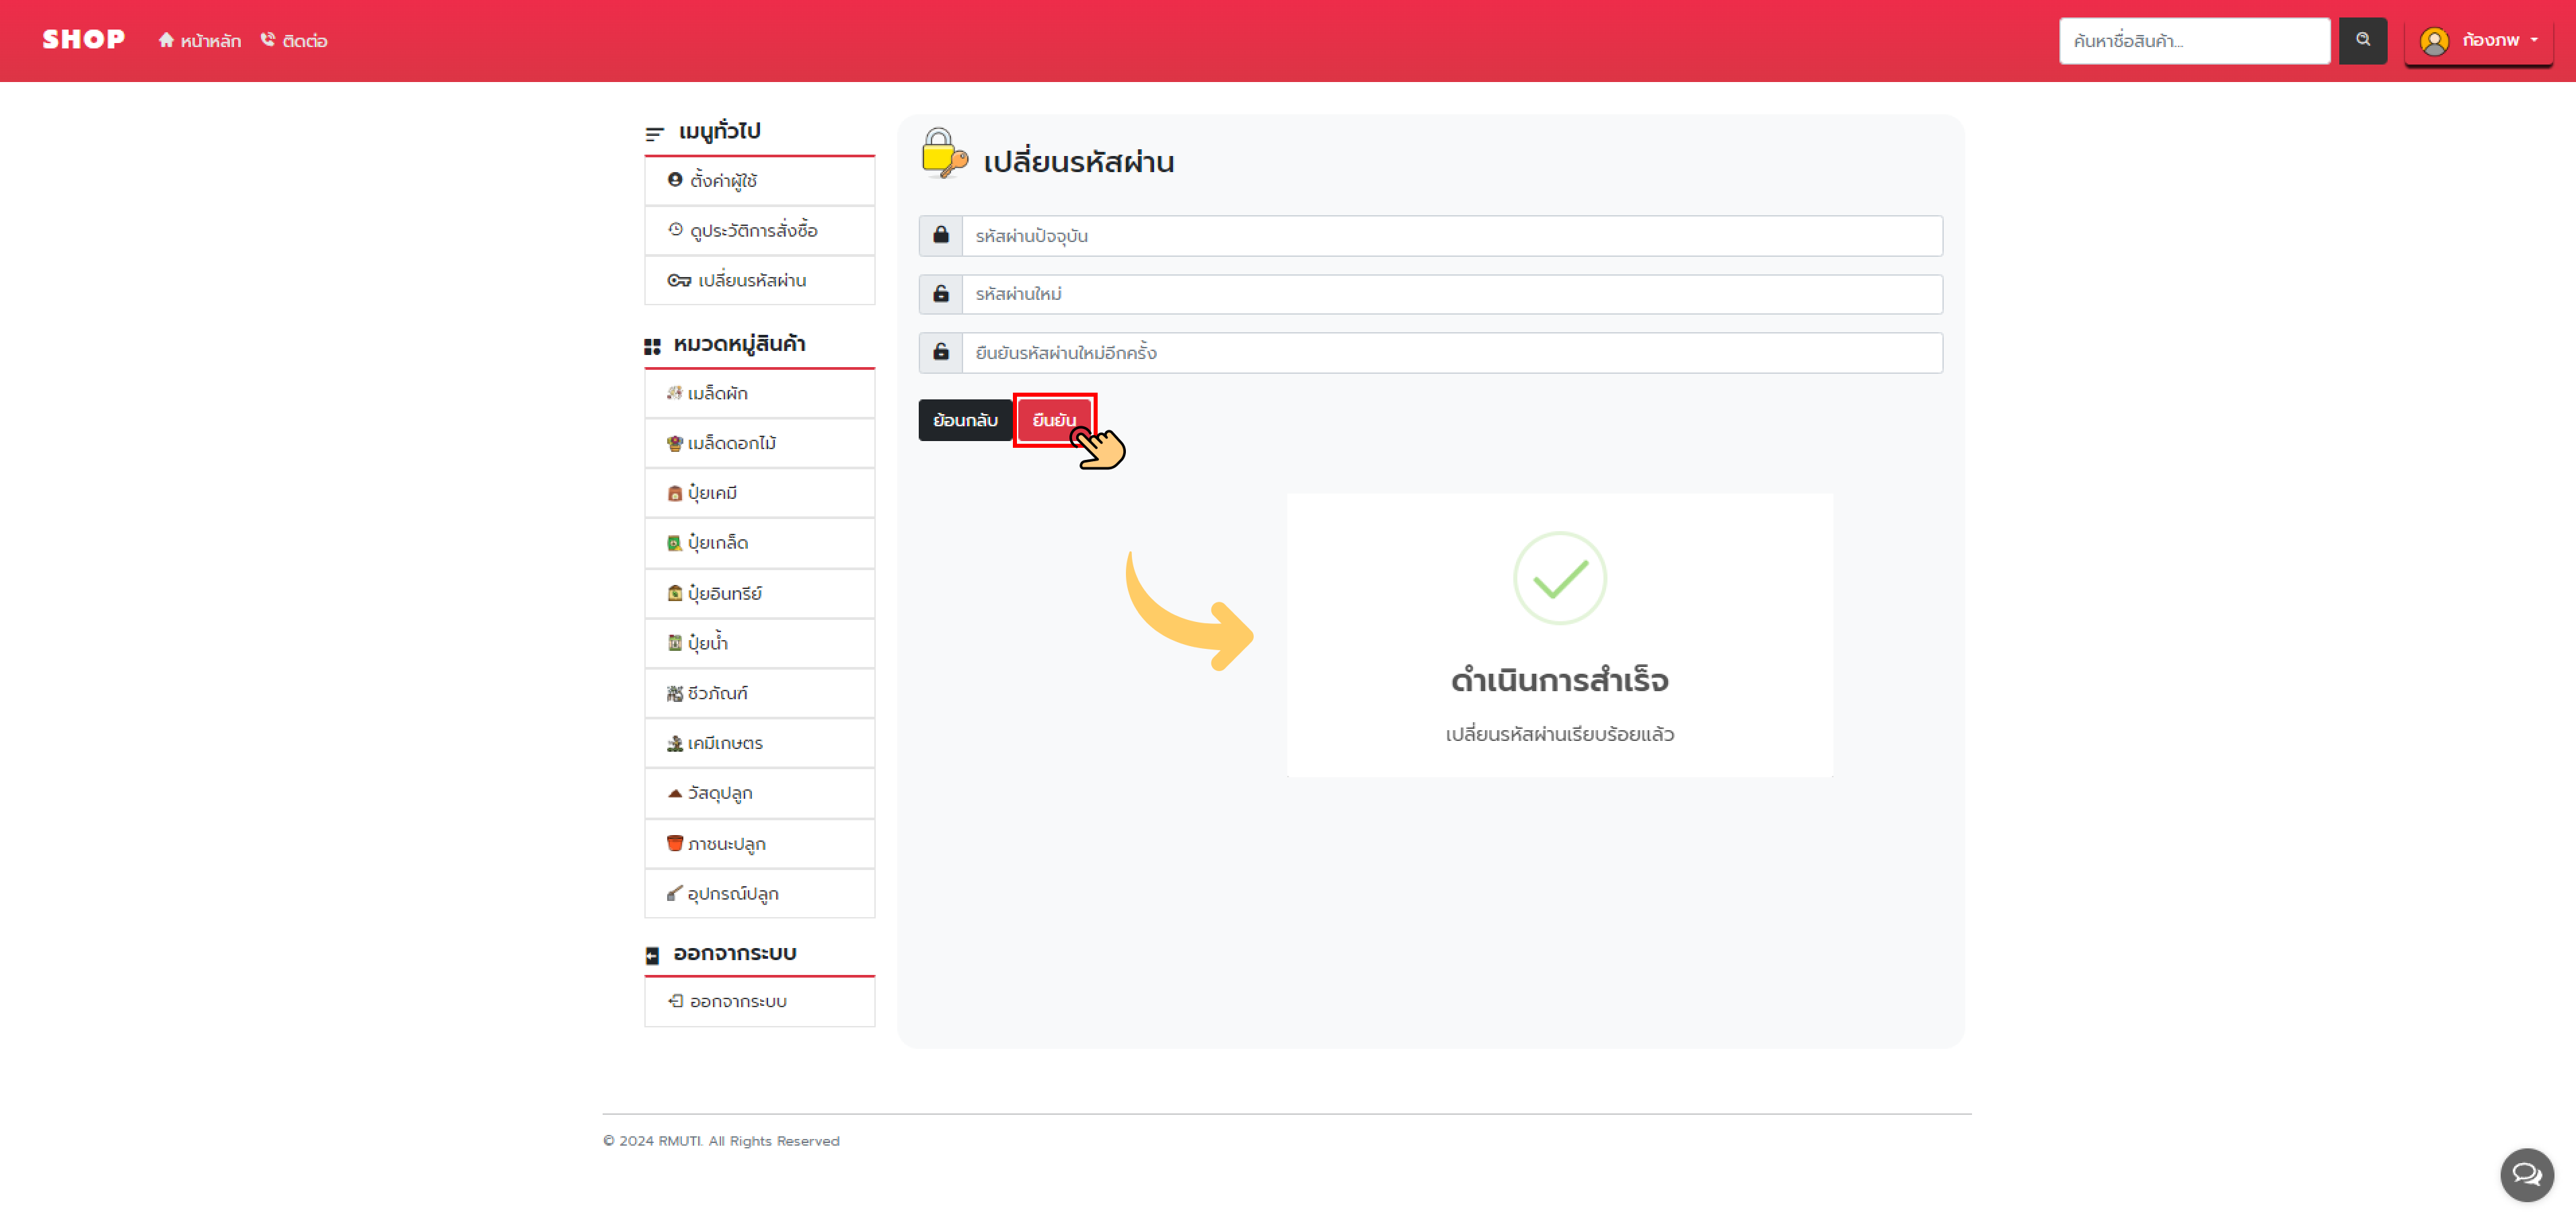 SHOP
หน้าหลัก
ติดต่อ
ค้นหาชื่อสินค้า...
ก้องภพ
เมนูทั่วไป
ตั้งค่าผู้ใช้
ดูประวัติการสั่งซื้อ
เปลี่ยนรหัสผ่าน
หมวดหมู่สินค้า
เมล็ดผัก
เมล็ดดอกไม้
ปุ๋ยเคมี
ปุ๋ยเกล็ด
ปุ๋ยอินทรีย์
ปุ๋ยน้ำ
ชีวภัณฑ์
เคมีเกษตร
วัสดุปลูก
ภาชนะปลูก
อุปกรณ์ปลูก
ออกจากระบบ
ออกจากระบบ
เปลี่ยนรหัสผ่าน
รหัสผ่านปัจจุบัน
รหัสผ่านใหม่
ยืนยันรหัสผ่านใหม่อีกครั้ง
ย้อนกลับ
ยืนยัน
ดำเนินการสำเร็จ
เปลี่ยนรหัสผ่านเรียบร้อยแล้ว
© 2024 RMUTI. All Rights Reserved